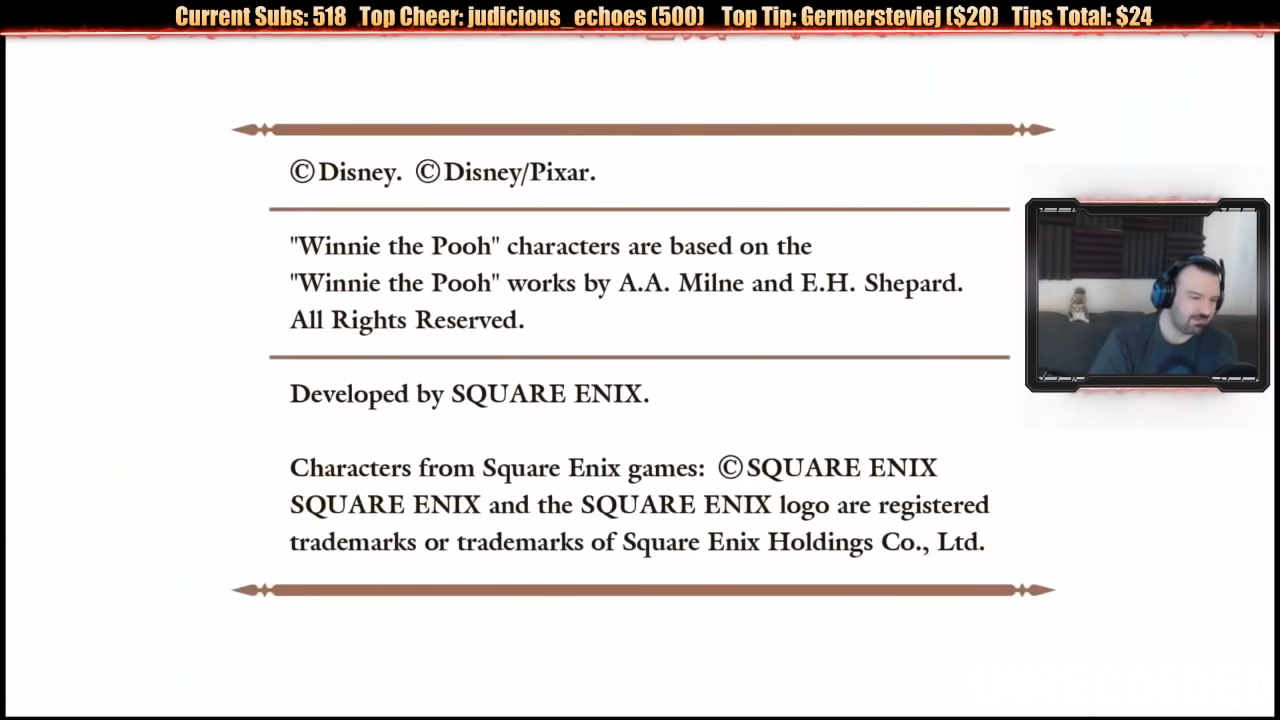 Current Subs: 518 Top Cheer: judicious_echoes (500) Top Tip: Germersteviej ($20) Tips Total: $24
©Disney. ©Disney/Pixar.
"Winnie the Pooh" characters are based on the
"Winnie the Pooh" works by A.A. Milne and E.H. Shepard.
All Rights Reserved.
Developed by SQUARE ENIX.
Characters from Square Enix games: ©SQUARE ENIX
SQUARE ENIX and the SQUARE ENIX logo are registered
trademarks or trademarks of Square Enix Holdings Co., Ltd.